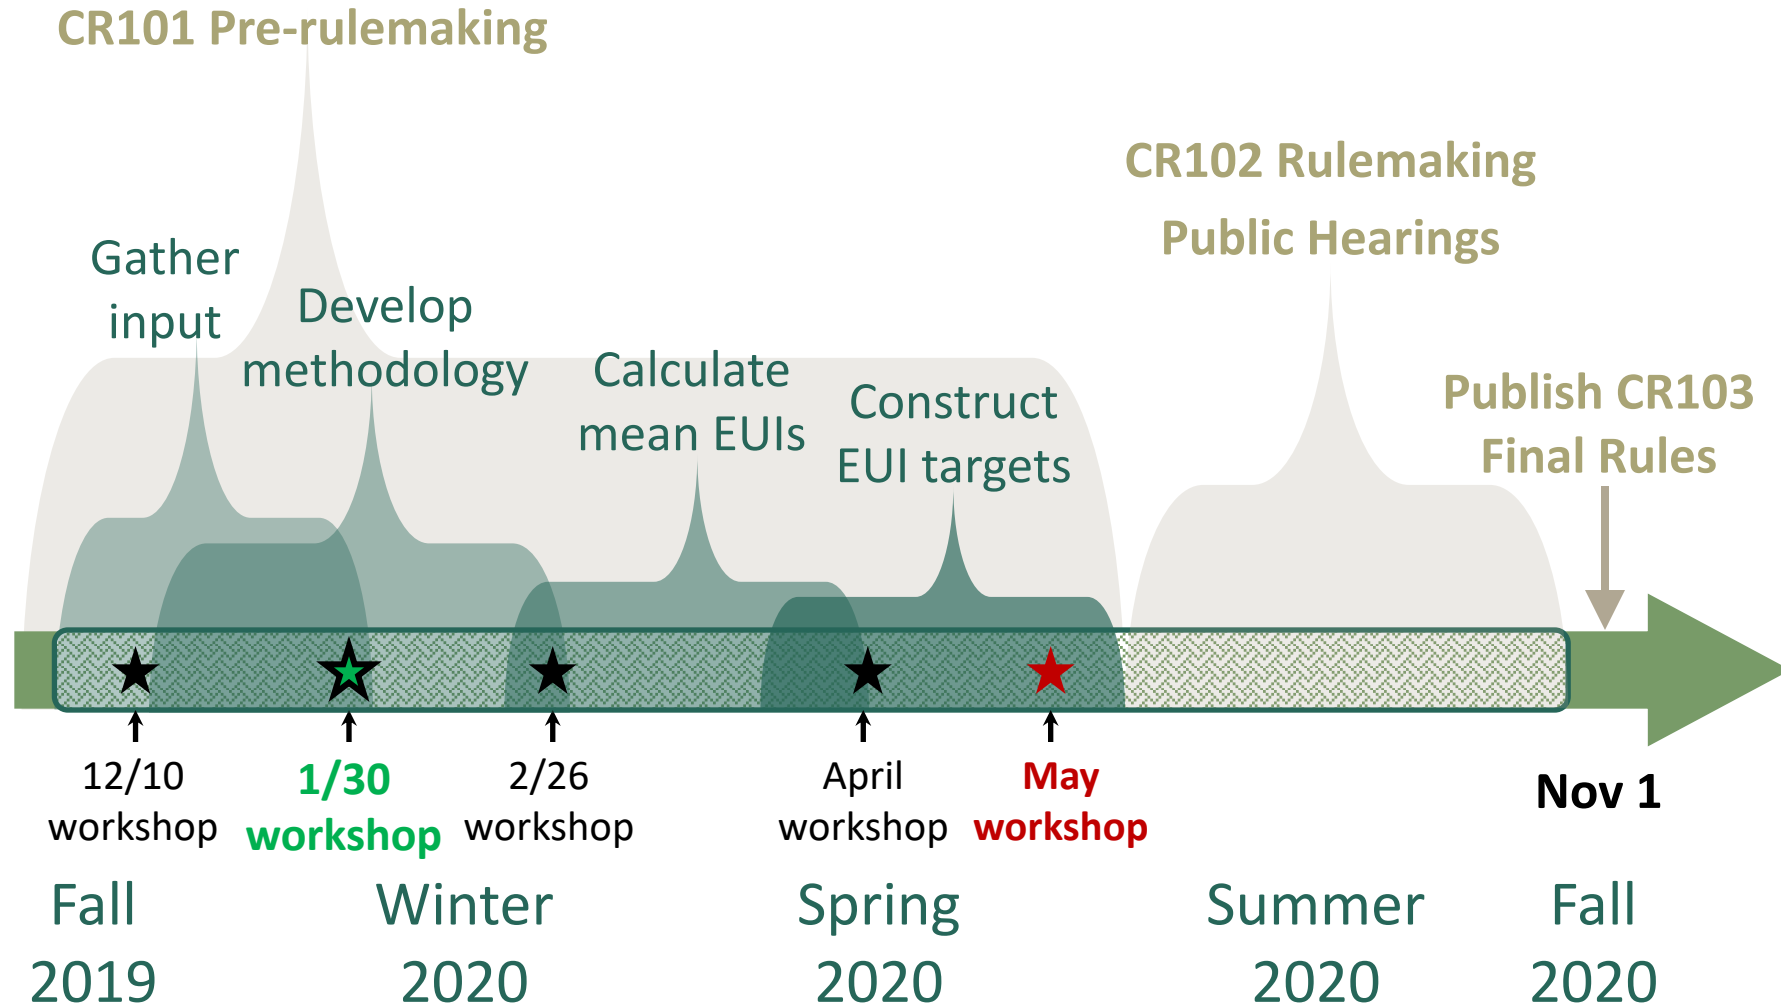 CR101 Pre-rulemaking
CR102 Rulemaking
Public Hearings
Gather
input
Develop
methodology
Calculate
mean EUIs
Construct
EUI targets
Publish CR103
Final Rules
12/10
workshop
1/30
workshop
2/26
workshop
April
workshop
May
workshop
Nov 1
Fall
2019
Winter
2020
Spring
2020
Summer
2020
Fall
2020